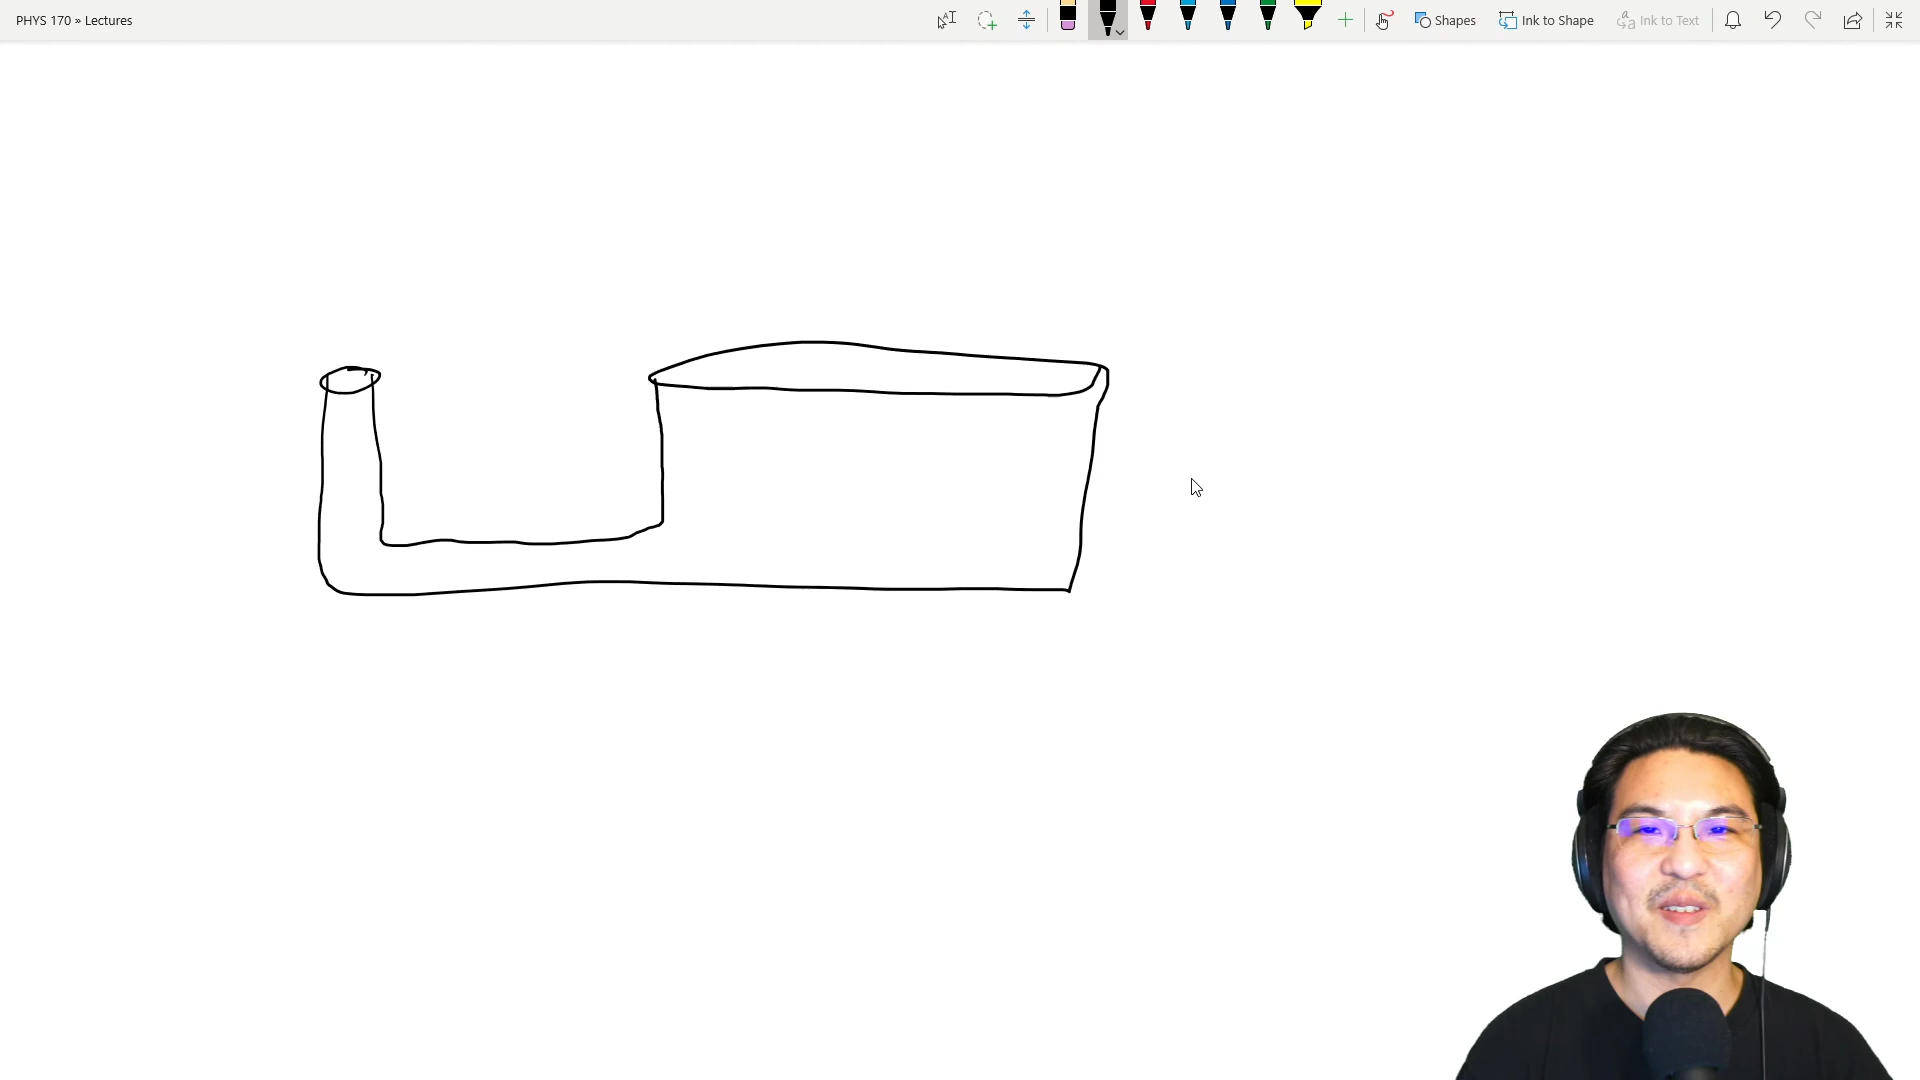 PHYS 170 » Lectures
Shapes
Ink to Shape
Ink to Text